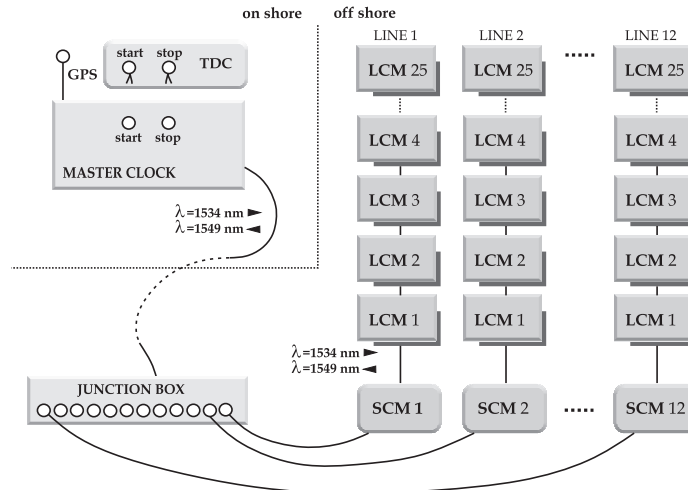 on shore
off shore
start stop
TDC
GPS
start stop
MASTER CLOCK
λ=1534 nm
λ=1549 nm
LINE 1 LINE 2 LINE 12
LCM 25 LCM 25 LCM 25
LCM 4 LCM 4 LCM 4
LCM 3 LCM 3 LCM 3
LCM 2 LCM 2 LCM 2
LCM 1 LCM 1 LCM 1
λ=1534 nm
λ=1549 nm
JUNCTION BOX
SCM 1 SCM 2 SCM 12